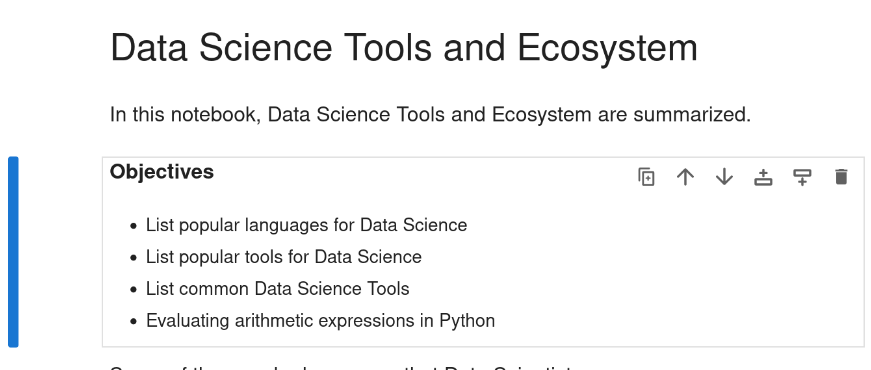 Data Science Tools and Ecosystem
In this notebook, Data Science Tools and Ecosystem are summarized.
Objectives
List popular languages for Data Science
List popular tools for Data Science
List common Data Science Tools
Evaluating arithmetic expressions in Python